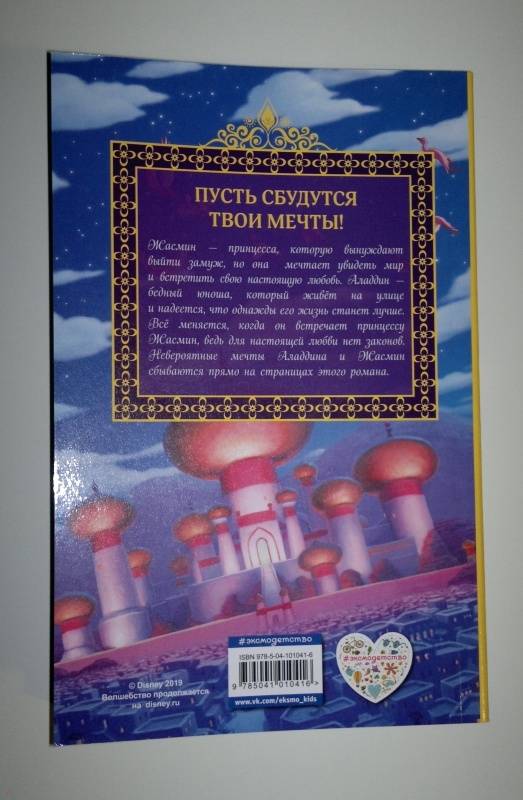 ПУСТЬ СБУДУТСЯ
ТВОИ МЕЧТЫ!
Жасмин — принцесса, которую вынуждают
выйти замуж, но она мечтает увидеть мир
и встретить свою настоящую любовь. Аладдин —
бедный юноша, который живёт на улице
и надеется, что однажды его жизнь станет лучше.
Всё меняется, когда он встречает принцессу
Жасмин, ведь для настоящей любви нет законов.
Невероятные мечты Аладдина и Жасмин
сбываются прямо на страницах этого романа.
#эксмодетство
ISBN 978-5-04-101041-6
9 785041 010416 >
www.vk.com/eksmo_kids
#эксмодетство
© Disney 2019
Волшебство продолжается
на disney.ru